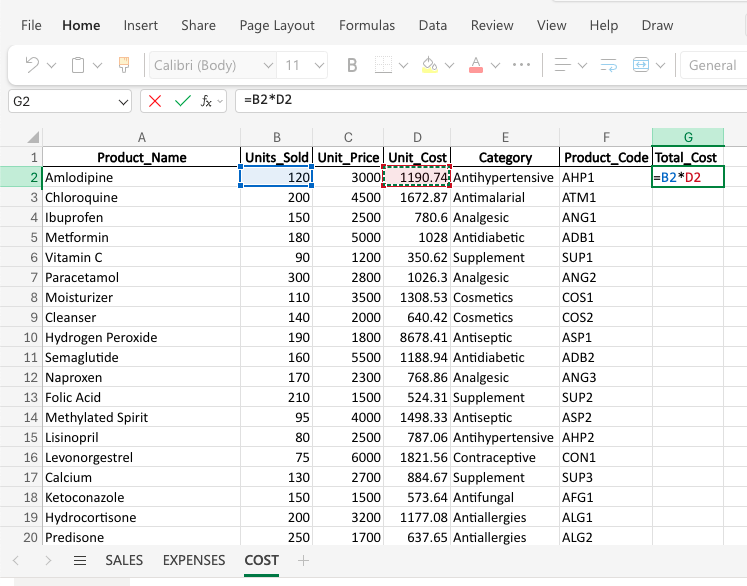 File Home Insert Share Page Layout Formulas Data Review View Help Draw
Calibri (Body) 11 B A General
G2 fx =B2*D2
A B C D E F G
1 Product_Name Units_Sold Unit_Price Unit_Cost Category Product_Code Total_Cost
2 Amlodipine 120 3000 1190.74 Antihypertensive AHP1 =B2*D2
3 Chloroquine 200 4500 1672.87 Antimalarial ATM1
4 Ibuprofen 150 2500 780.6 Analgesic ANG1
5 Metformin 180 5000 1028 Antidiabetic ADB1
6 Vitamin C 90 1200 350.62 Supplement SUP1
7 Paracetamol 300 2800 1026.3 Analgesic ANG2
8 Moisturizer 110 3500 1308.53 Cosmetics COS1
9 Cleanser 140 2000 640.42 Cosmetics COS2
10 Hydrogen Peroxide 190 1800 8678.41 Antiseptic ASP1
11 Semaglutide 160 5500 1188.94 Antidiabetic ADB2
12 Naproxen 170 2300 768.86 Analgesic ANG3
13 Folic Acid 210 1500 524.31 Supplement SUP2
14 Methylated Spirit 95 4000 1498.33 Antiseptic ASP2
15 Lisinopril 80 2500 787.06 Antihypertensive AHP2
16 Levonorgestrel 75 6000 1821.56 Contraceptive CON1
17 Calcium 130 2700 884.67 Supplement SUP3
18 Ketoconazole 150 1500 573.64 Antifungal AFG1
19 Hydrocortisone 200 3200 1177.08 Antiallergies ALG1
20 Predisone 250 1700 637.65 Antiallergies ALG2
SALES EXPENSES COST